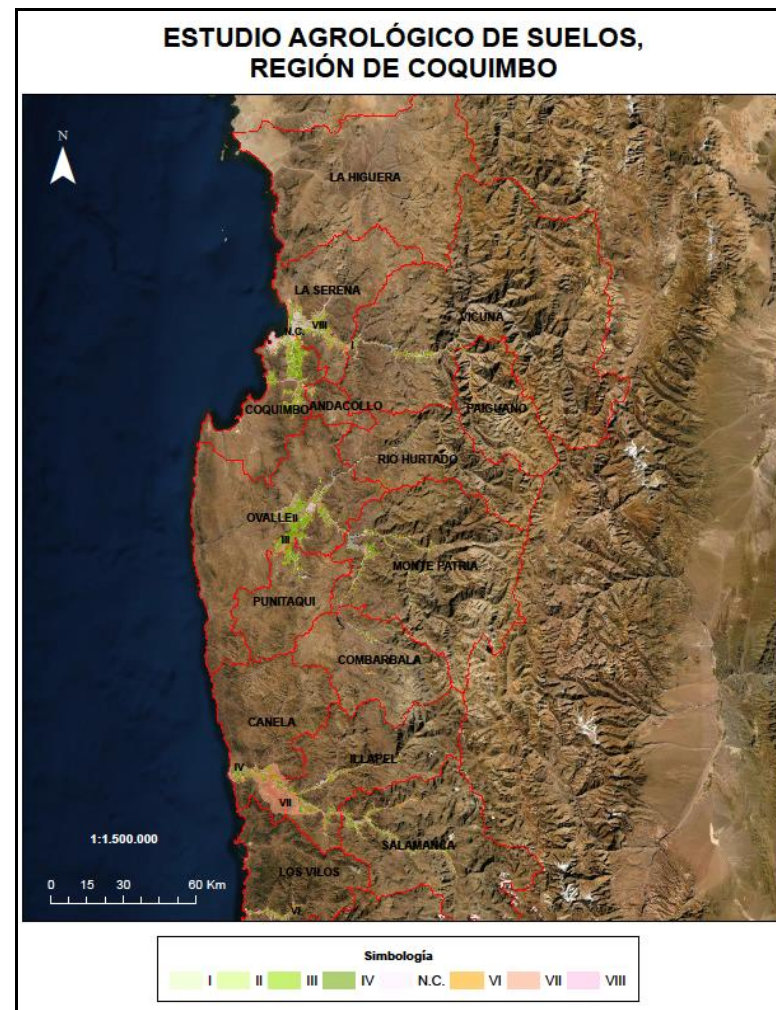 ESTUDIO AGROLÓGICO DE SUELOS,
REGIÓN DE COQUIMBO
N
LA HIGUERA
LA SERENA
N.C.
VIII
VICUNA
I
COQUIMBO
ANDACOLLO
PAIGUANO
RIO HURTADO
OVALLE
II
III
MONTE PATRIA
PUNITAQUI
COMBARBALA
CANELA
IV
ILLAPEL
VII
1:1.500.000
SALAMANCA
LOS VILOS
0 15 30 60 Km
VI
Simbología
I II III IV N.C. VI VII VIII